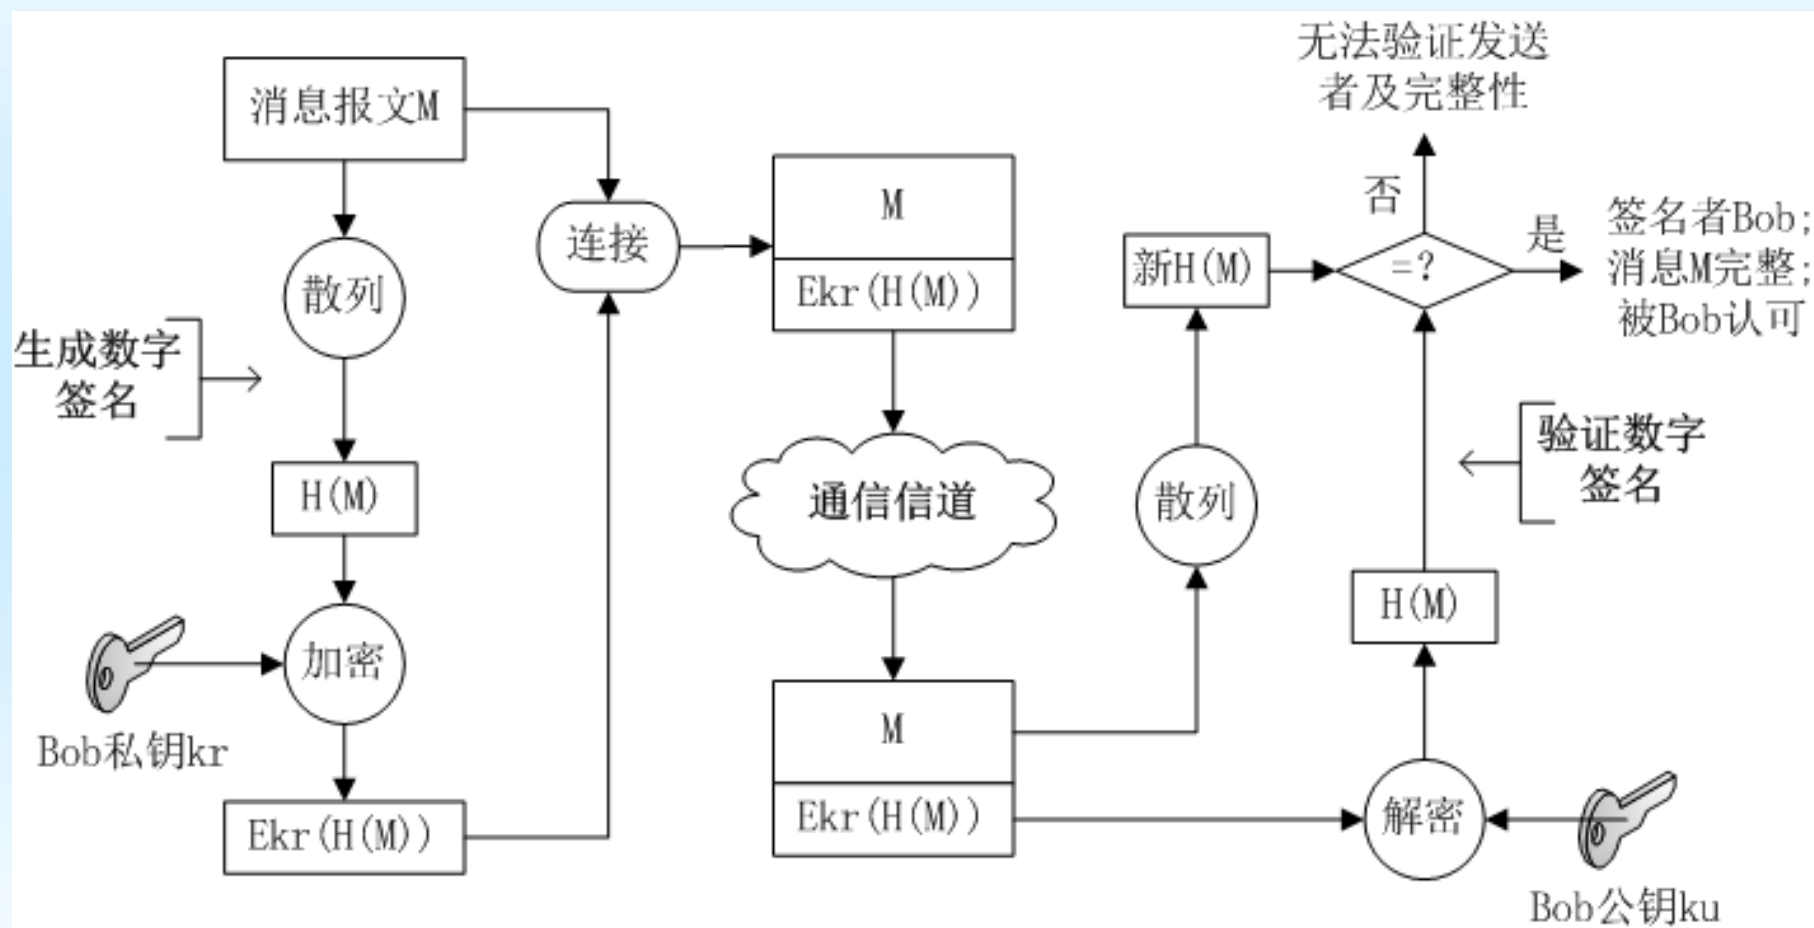 消息报文M
散列
生成数字
签名
H(M)
加密
Bob私钥kr
Ekr(H(M))
连接
M
Ekr(H(M))
通信信道
M
Ekr(H(M))
散列
新H(M)
=?
否
无法验证发送
者及完整性
是
签名者Bob;
消息M完整;
被Bob认可
验证数字
签名
H(M)
解密
Bob公钥ku